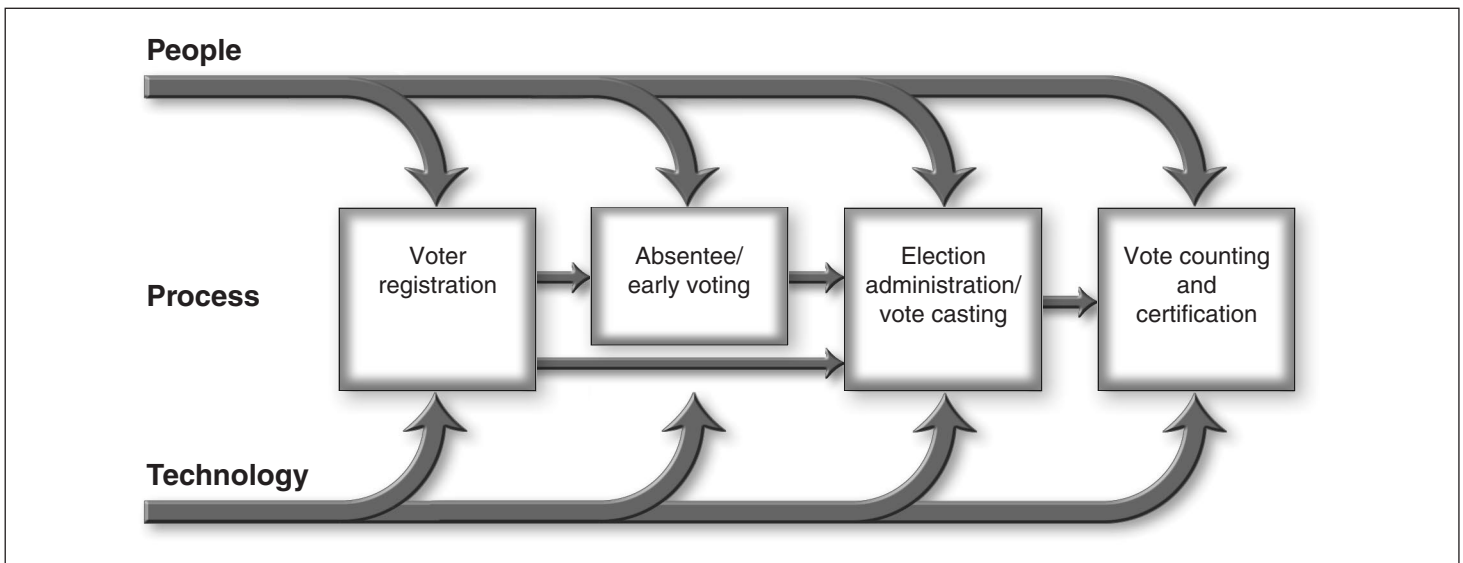 People
Voter
registration
Absentee/
early voting
Election
administration/
vote casting
Vote counting
and
certification
Process
Technology